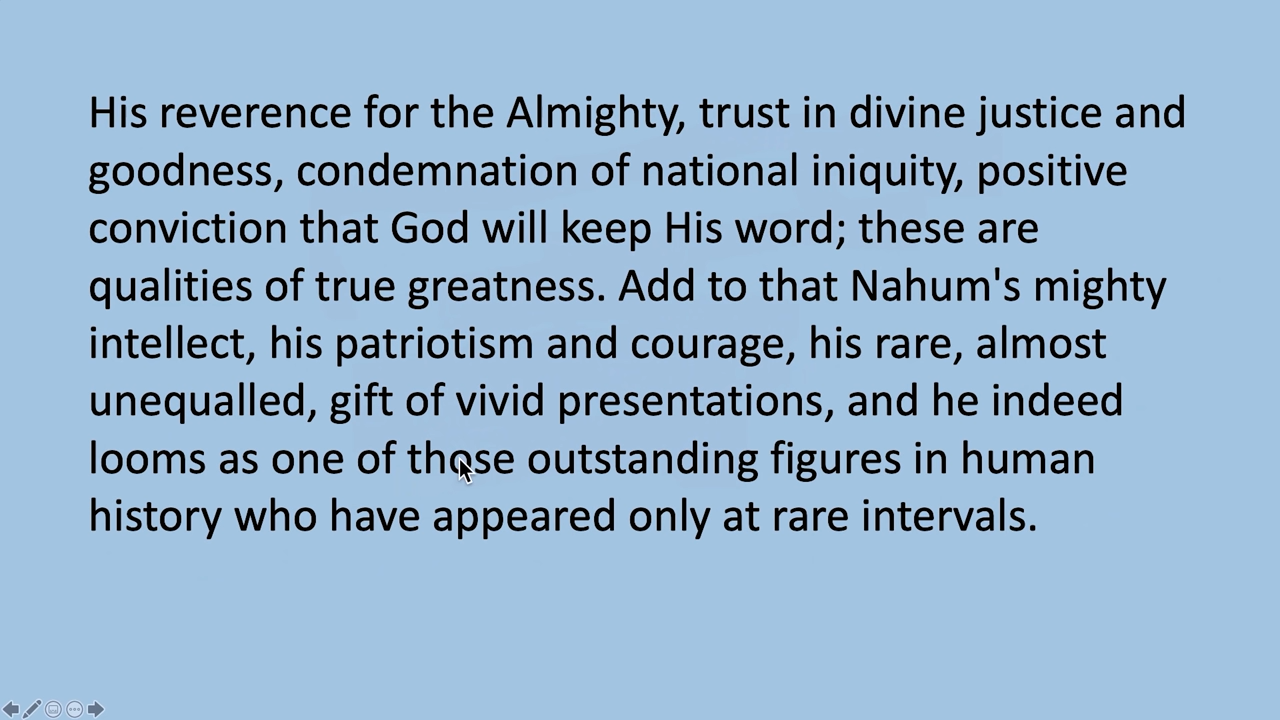 His reverence for the Almighty, trust in divine justice and
goodness, condemnation of national iniquity, positive
conviction that God will keep His word; these are
qualities of true greatness. Add to that Nahum's mighty
intellect, his patriotism and courage, his rare, almost
unequalled, gift of vivid presentations, and he indeed
looms as one of those outstanding figures in human
history who have appeared only at rare intervals.